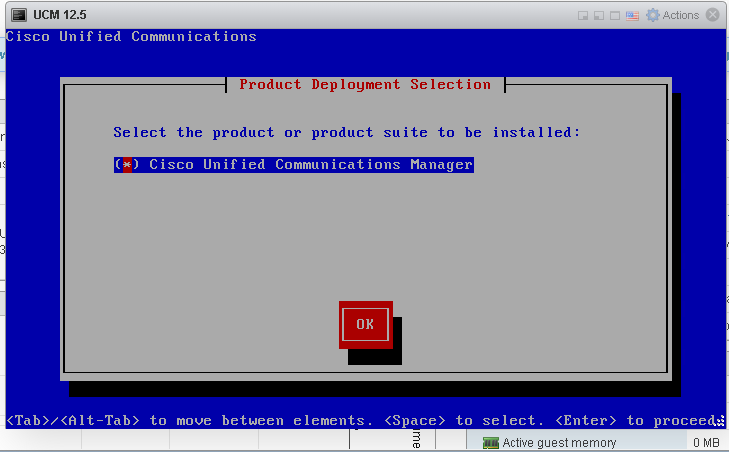 UCM 12.5
Actions
Cisco Unified Communications
Product Deployment Selection
Select the product or product suite to be installed:
(*) Cisco Unified Communications Manager
OK
<Tab>/<Alt-Tab> to move between elements. <Space> to select. <Enter> to proceed.
Active guest memory
0 MB